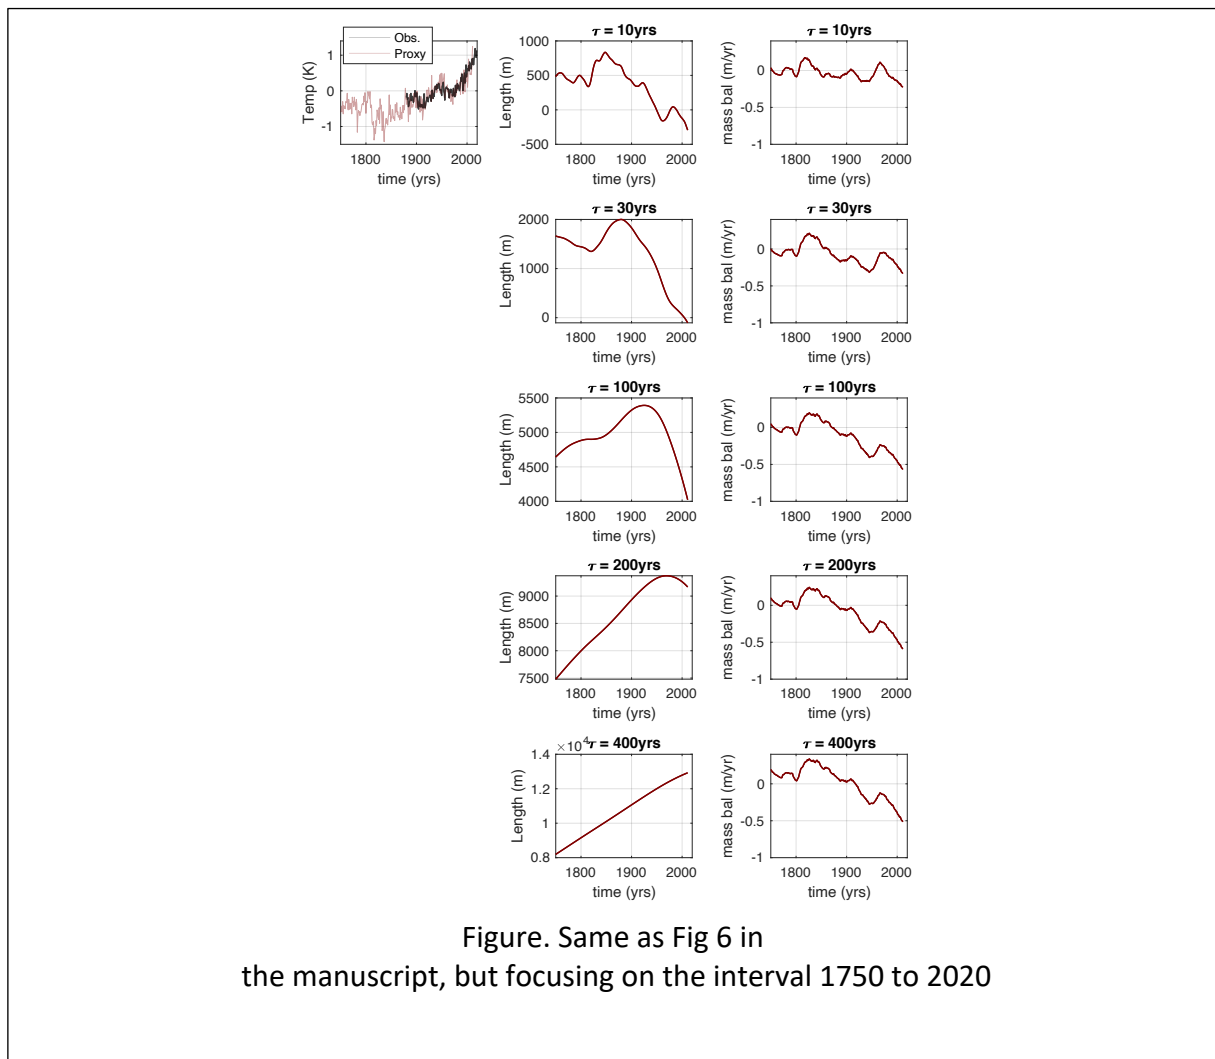 Obs.
Proxy
Temp (K)
1
0
-1
1800 1900 2000
time (yrs)
τ = 10yrs
Length (m)
1000
500
0
-500
1800 1900 2000
time (yrs)
τ = 10yrs
mass bal (m/yr)
0
-0.5
-1
1800 1900 2000
time (yrs)
τ = 30yrs
Length (m)
2000
1000
0
1800 1900 2000
time (yrs)
τ = 30yrs
mass bal (m/yr)
0
-0.5
-1
1800 1900 2000
time (yrs)
τ = 100yrs
Length (m)
5500
5000
4500
4000
1800 1900 2000
time (yrs)
τ = 100yrs
mass bal (m/yr)
0
-0.5
-1
1800 1900 2000
time (yrs)
τ = 200yrs
Length (m)
9000
8500
8000
7500
1800 1900 2000
time (yrs)
τ = 200yrs
mass bal (m/yr)
0
-0.5
-1
1800 1900 2000
time (yrs)
×10⁴
τ = 400yrs
Length (m)
1.4
1.2
1
0.8
1800 1900 2000
time (yrs)
τ = 400yrs
mass bal (m/yr)
0
-0.5
-1
1800 1900 2000
time (yrs)
Figure. Same as Fig 6 in
the manuscript, but focusing on the interval 1750 to 2020